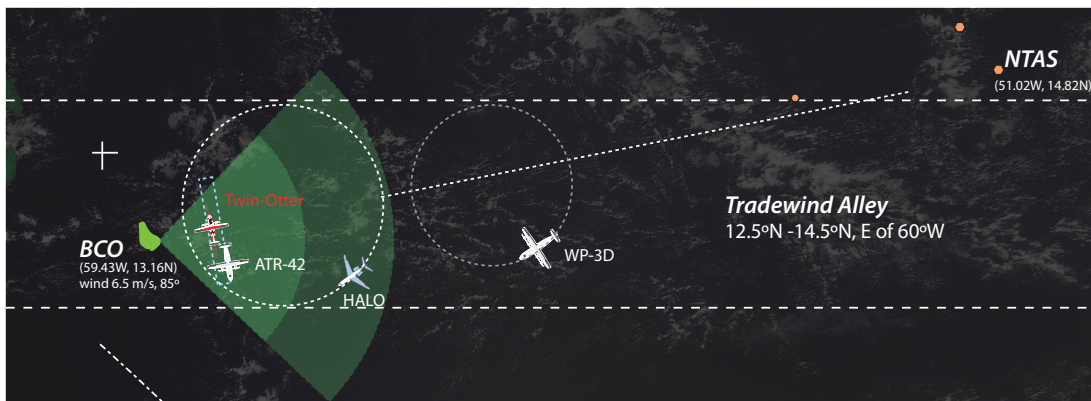 NTAS
(51.02W, 14.82N)
Twin-Otter
Tradewind Alley
12.5ºN -14.5ºN, E of 60ºW
BCO
(59.43W, 13.16N)
wind 6.5 m/s, 85º
ATR-42
WP-3D
HALO